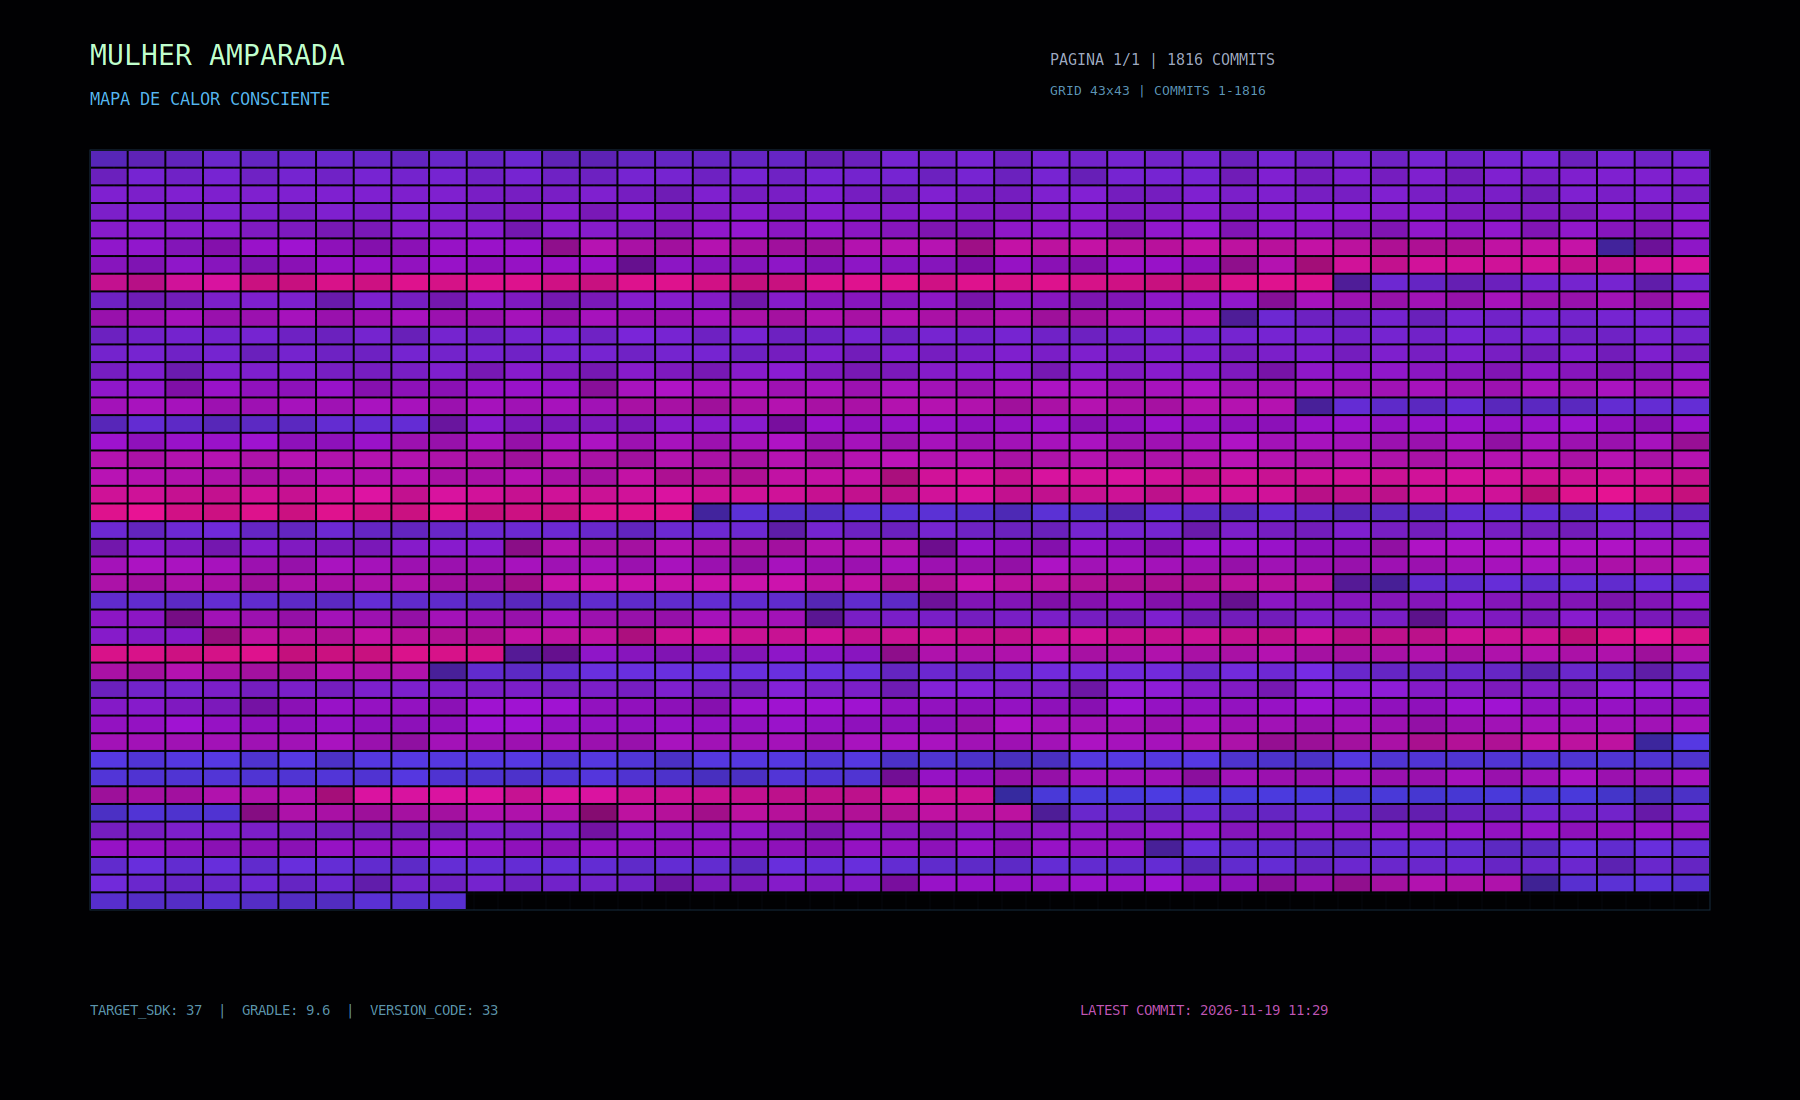 MULHER AMPARADA
MAPA DE CALOR CONSCIENTE
PAGINA 1/1 | 1816 COMMITS
GRID 43x43 | COMMITS 1-1816
TARGET_SDK: 37 | GRADLE: 9.6 | VERSION_CODE: 33
LATEST COMMIT: 2026-11-19 11:29